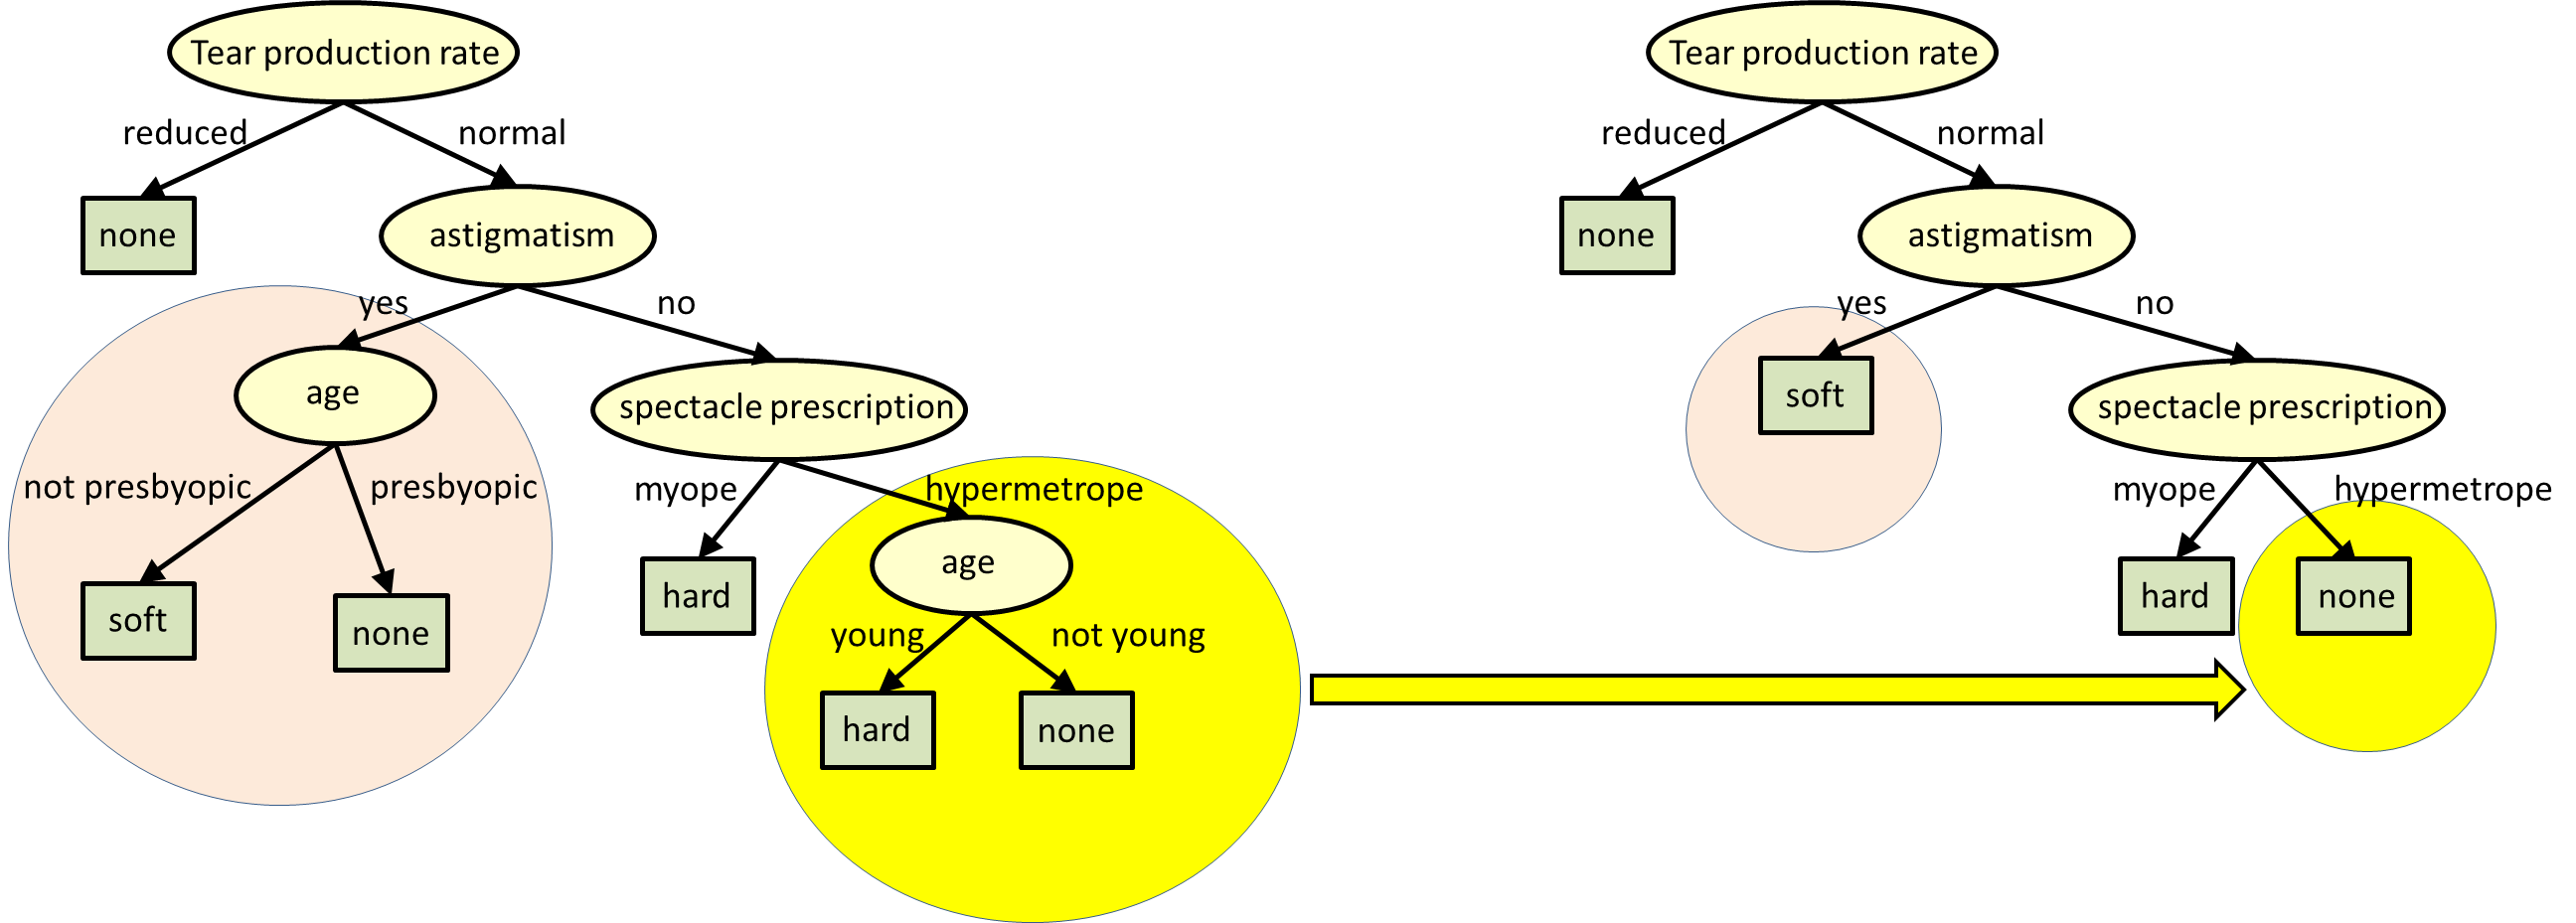 Tear production rate
reduced
normal
none
astigmatism
yes
no
age
spectacle prescription
not presbyopic
presbyopic
myope
hypermetrope
soft
none
hard
age
young
not young
hard
none
Tear production rate
reduced
normal
none
astigmatism
yes
no
soft
spectacle prescription
myope
hypermetrope
hard
none